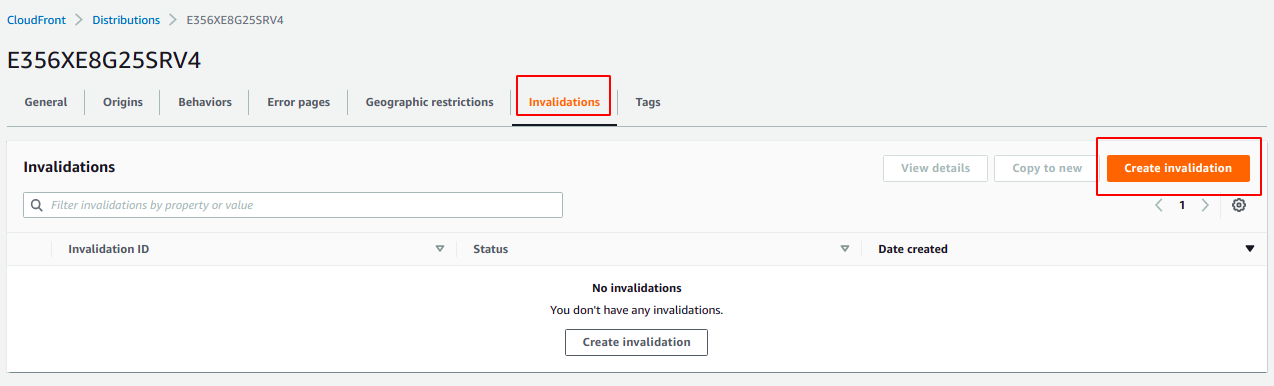 CloudFront > Distributions > E356XE8G25SRV4
E356XE8G25SRV4
General Origins Behaviors Error pages Geographic restrictions Invalidations Tags
Invalidations View details Copy to new Create invalidation
Filter invalidations by property or value < 1 >
Invalidation ID Status Date created
No invalidations
You don't have any invalidations.
Create invalidation